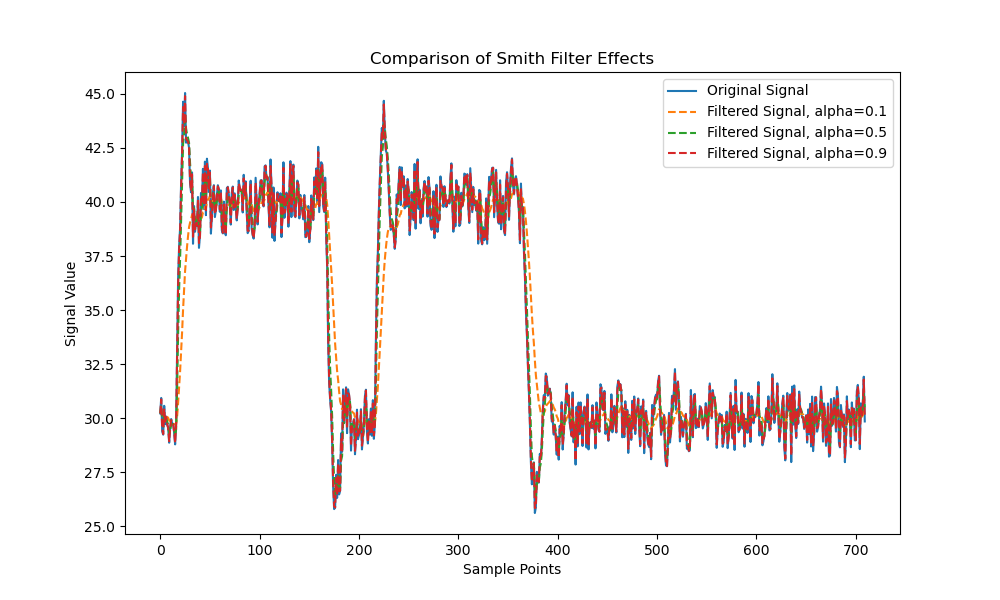 Comparison of Smith Filter Effects
Original Signal
Filtered Signal, alpha=0.1
Filtered Signal, alpha=0.5
Filtered Signal, alpha=0.9
Signal Value
45.0
42.5
40.0
37.5
35.0
32.5
30.0
27.5
25.0
0 100 200 300 400 500 600 700
Sample Points